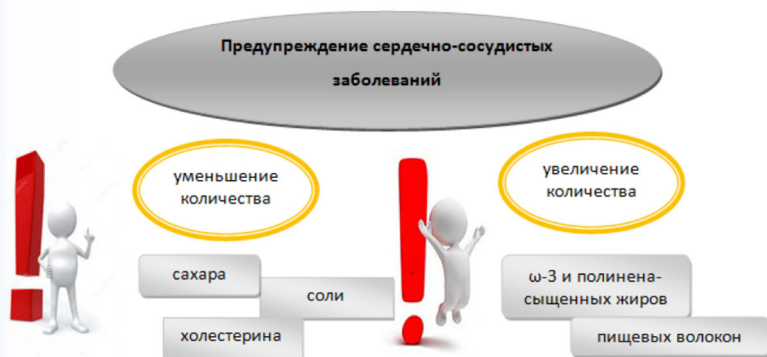 Предупреждение сердечно-сосудистых
заболеваний
уменьшение
количества
увеличение
количества
сахара
соли
холестерина
ω-3 и полинена-
сыщенных жиров
пищевых волокон